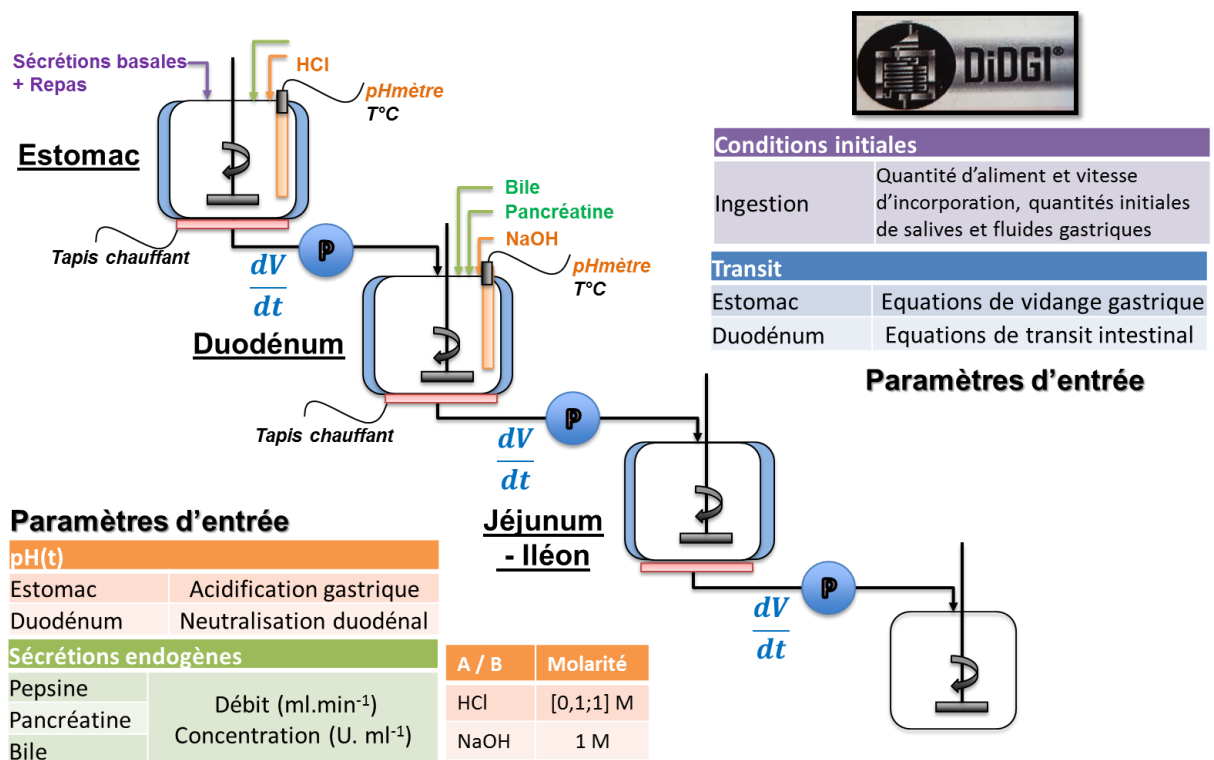 Sécrétions basales
+ Repas
HCl
pHmètre
T°C
Estomac
Tapis chauffant
dV
dt
P
Bile
Pancréatine
NaOH
pHmètre
T°C
Duodénum
Tapis chauffant
dV
dt
P
Jéjunum
- Iléon
dV
dt
P
DiDGI®
Conditions initiales
Ingestion
Quantité d’aliment et vitesse
d’incorporation, quantités initiales
de salives et fluides gastriques
Transit
Estomac Equations de vidange gastrique
Duodénum Equations de transit intestinal
Paramètres d’entrée
Paramètres d’entrée
pH(t)
Estomac Acidification gastrique
Duodénum Neutralisation duodénal
Sécrétions endogènes
Pepsine
Pancréatine
Bile
Débit (ml.min⁻¹)
Concentration (U. ml⁻¹)
A / B Molarité
HCl [0,1;1] M
NaOH 1 M